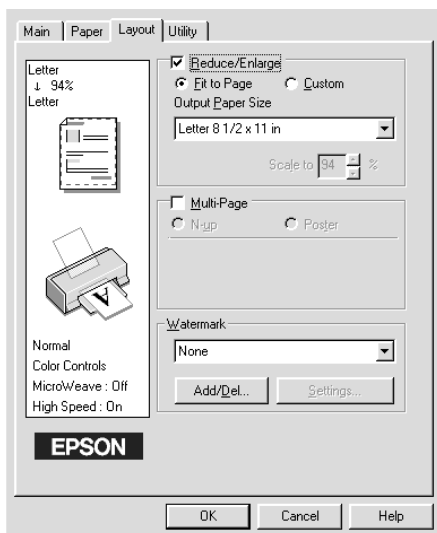 Main
Paper
Layout
Utility
Letter
↓ 94%
Letter
A
Normal
Color Controls
MicroWeave : Off
High Speed : On
EPSON
Reduce/Enlarge
Fit to Page
Custom
Output Paper Size
Letter 8 1/2 x 11 in
Scale to 94 %
Multi-Page
N-up
Poster
Watermark
None
Add/Del...
Settings...
OK
Cancel
Help